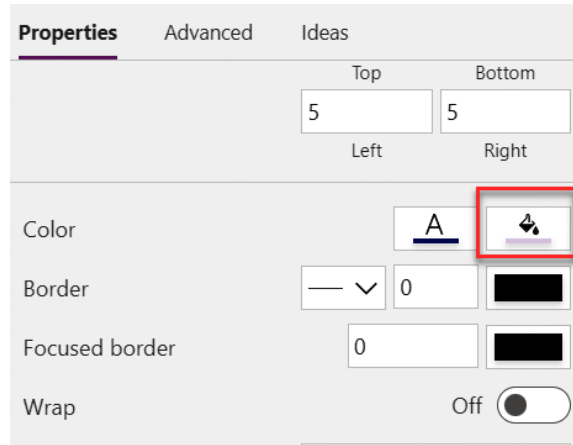 Properties Advanced Ideas
Top Bottom
5 5
Left Right
Color A
Border 0
Focused border 0
Wrap Off